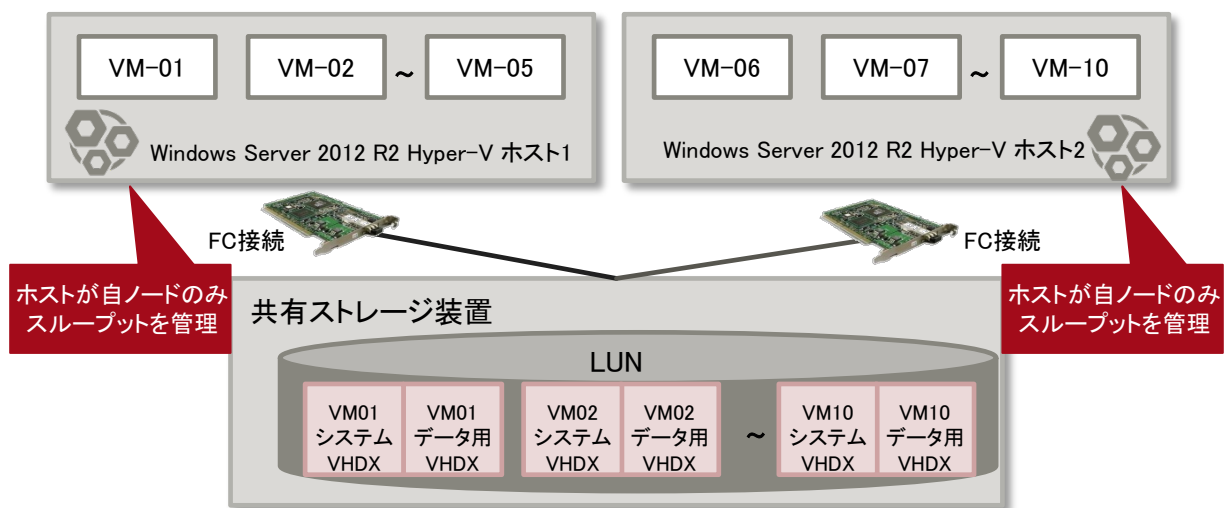 VM-01
VM-02
~
VM-05
Windows Server 2012 R2 Hyper-V ホスト1
VM-06
VM-07
~
VM-10
Windows Server 2012 R2 Hyper-V ホスト2
FC接続
FC接続
ホストが自ノードのみ
スループットを管理
ホストが自ノードのみ
スループットを管理
共有ストレージ装置
LUN
VM01
システム
VHDX
VM01
データ用
VHDX
VM02
システム
VHDX
VM02
データ用
VHDX
~
VM10
システム
VHDX
VM10
データ用
VHDX